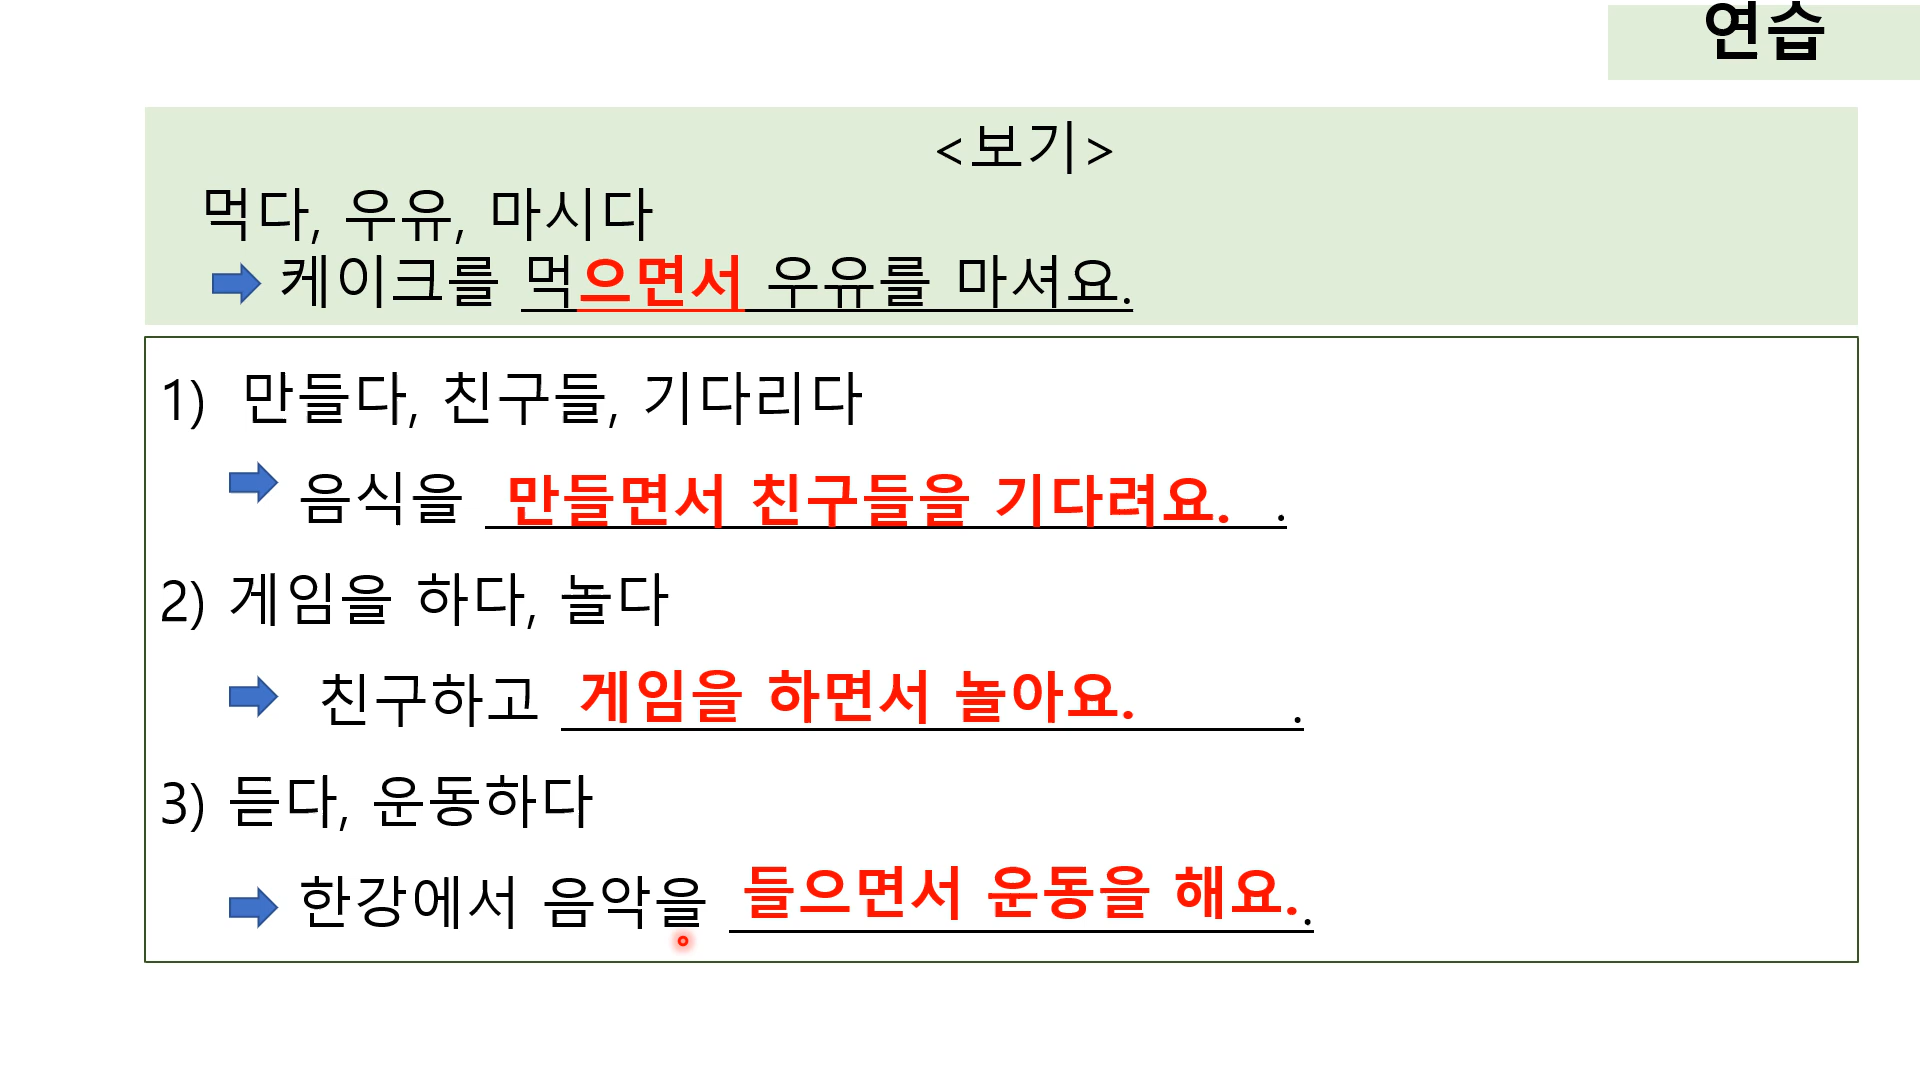 연습
<보기>
먹다, 우유, 마시다
케이크를 먹으면서 우유를 마셔요.
1) 만들다, 친구들, 기다리다
음식을 만들면서 친구들을 기다려요. .
2) 게임을 하다, 놀다
친구하고 게임을 하면서 놀아요. .
3) 듣다, 운동하다
한강에서 음악을 들으면서 운동을 해요..